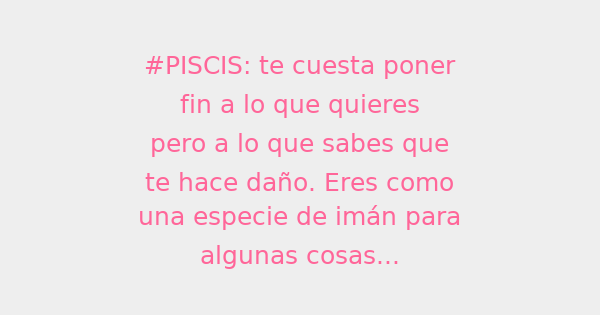 #PISCIS: te cuesta poner
fin a lo que quieres
pero a lo que sabes que
te hace daño. Eres como
una especie de imán para
algunas cosas...